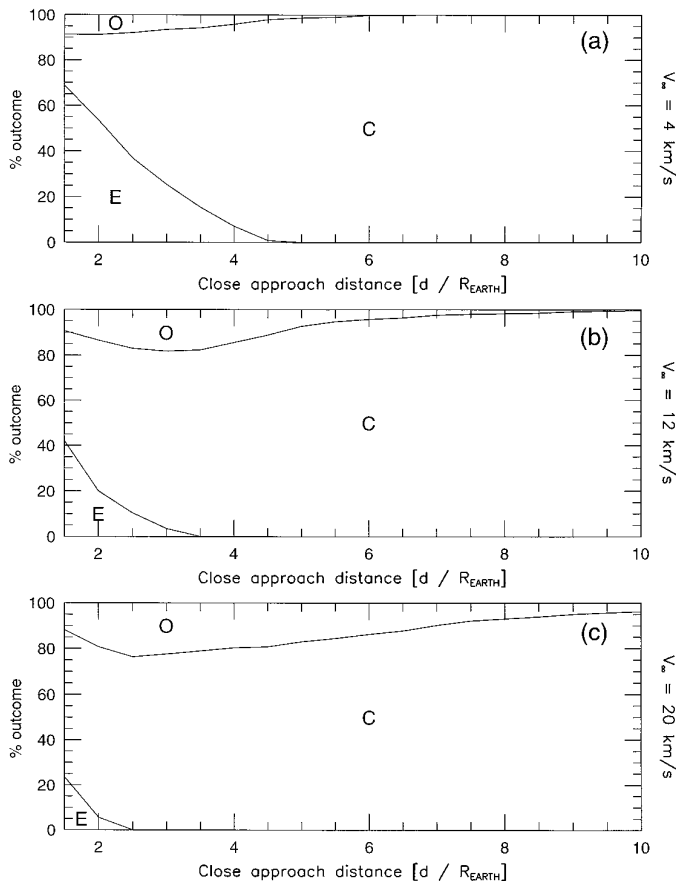 100
80
60
40
20
0
% outcome
O
(a)
C
E
V∞ = 4 km/s
2 4 6 8 10
Close approach distance [d / REARTH]
100
80
60
40
20
0
% outcome
O
(b)
C
E
V∞ = 12 km/s
2 4 6 8 10
Close approach distance [d / REARTH]
100
80
60
40
20
0
% outcome
O
(c)
C
E
V∞ = 20 km/s
2 4 6 8 10
Close approach distance [d / REARTH]